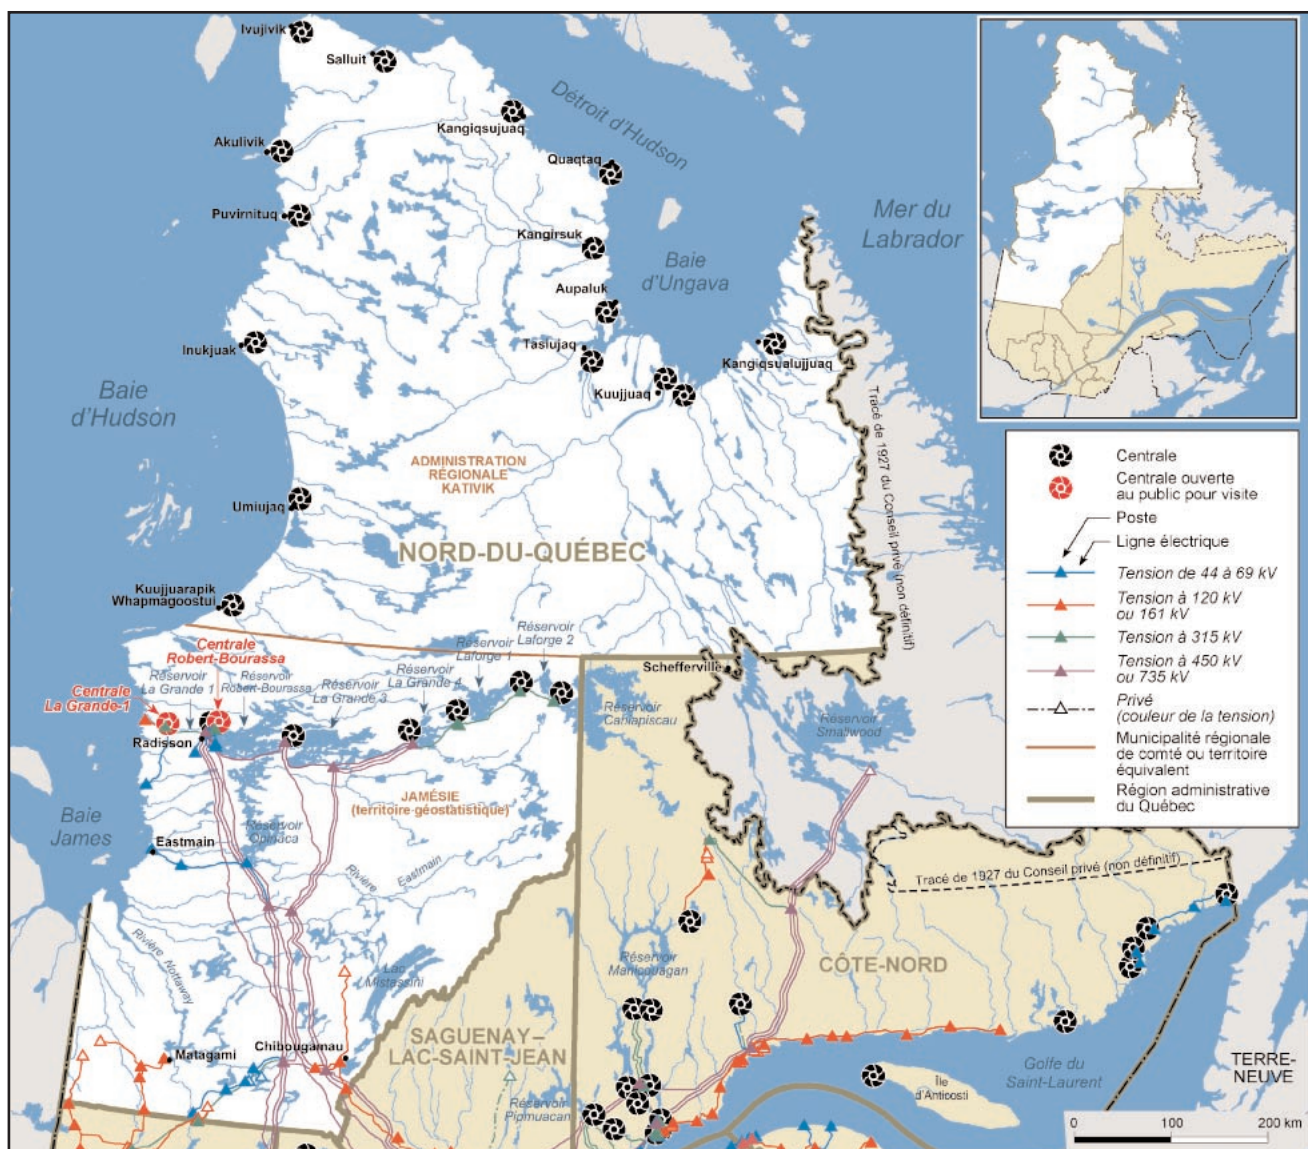 Ivujivik
Salluit
Kangiqsujuaq
Détroit d'Hudson
Akulivik
Quaqtaq
Puvirnituq
Kangirsuk
Mer du
Labrador
Baie
d'Ungava
Aupaluk
Inukjuak
Tasiujaq
Kangiqsualujjuaq
Kuujjuaq
Baie
d'Hudson
Tracé de 1927 du Conseil privé (non définitif)
ADMINISTRATION
RÉGIONALE
KATIVIK
Umiujaq
NORD-DU-QUÉBEC
Kuujjuarapik
Whapmagoostui
Centrale
Robert-Bourassa
Réservoir
Laforge 2
Réservoir
Laforge 1
Réservoir
La Grande 4
Réservoir
La Grande 3
Réservoir
Robert-Bourassa
Réservoir
La Grande 1
Centrale
La Grande-1
Radisson
Schefferville
Réservoir
Caniapiscau
Réservoir
Smallwood
JAMÉSIE
(territoire géostatistique)
Baie
James
Eastmain
Réservoir
Opinaca
Rivière Eastmain
Rivière Nottaway
Lac
Mistassini
Matagami
Chibougamau
SAGUENAY–
LAC-SAINT-JEAN
Réservoir
Pipmuacan
Réservoir
Manicouagan
CÔTE-NORD
Tracé de 1927 du Conseil privé (non définitif)
Golfe du
Saint-Laurent
Île
d'Anticosti
TERRE-
NEUVE
Centrale
Centrale ouverte
au public pour visite
Poste
Ligne électrique
Tension de 44 à 69 kV
Tension à 120 kV
ou 161 kV
Tension à 315 kV
Tension à 450 kV
ou 735 kV
Privé
(couleur de la tension)
Municipalité régionale
de comté ou territoire
équivalent
Région administrative
du Québec
0 100 200 km